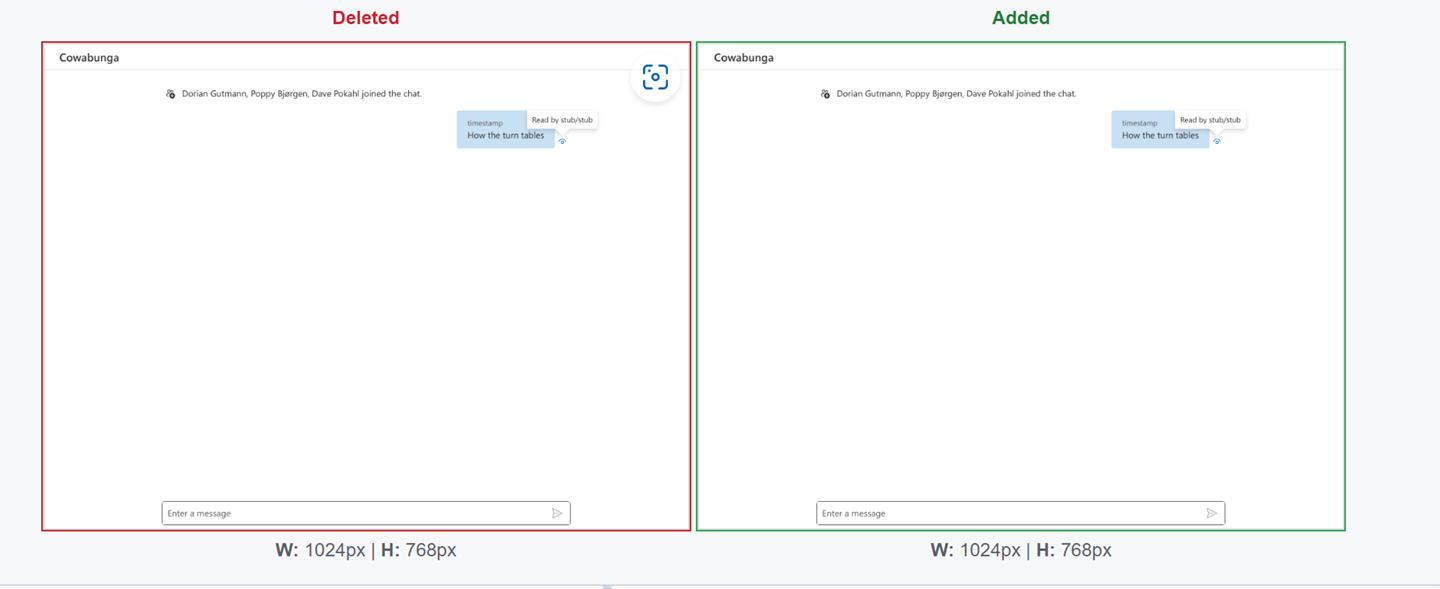 Deleted
Added
Cowabunga
Dorian Gutmann, Poppy Bjørgen, Dave Pokahl joined the chat.
timestamp
Read by stub/stub
How the turn tables
Enter a message
W: 1024px | H: 768px
Cowabunga
Dorian Gutmann, Poppy Bjørgen, Dave Pokahl joined the chat.
timestamp
Read by stub/stub
How the turn tables
Enter a message
W: 1024px | H: 768px